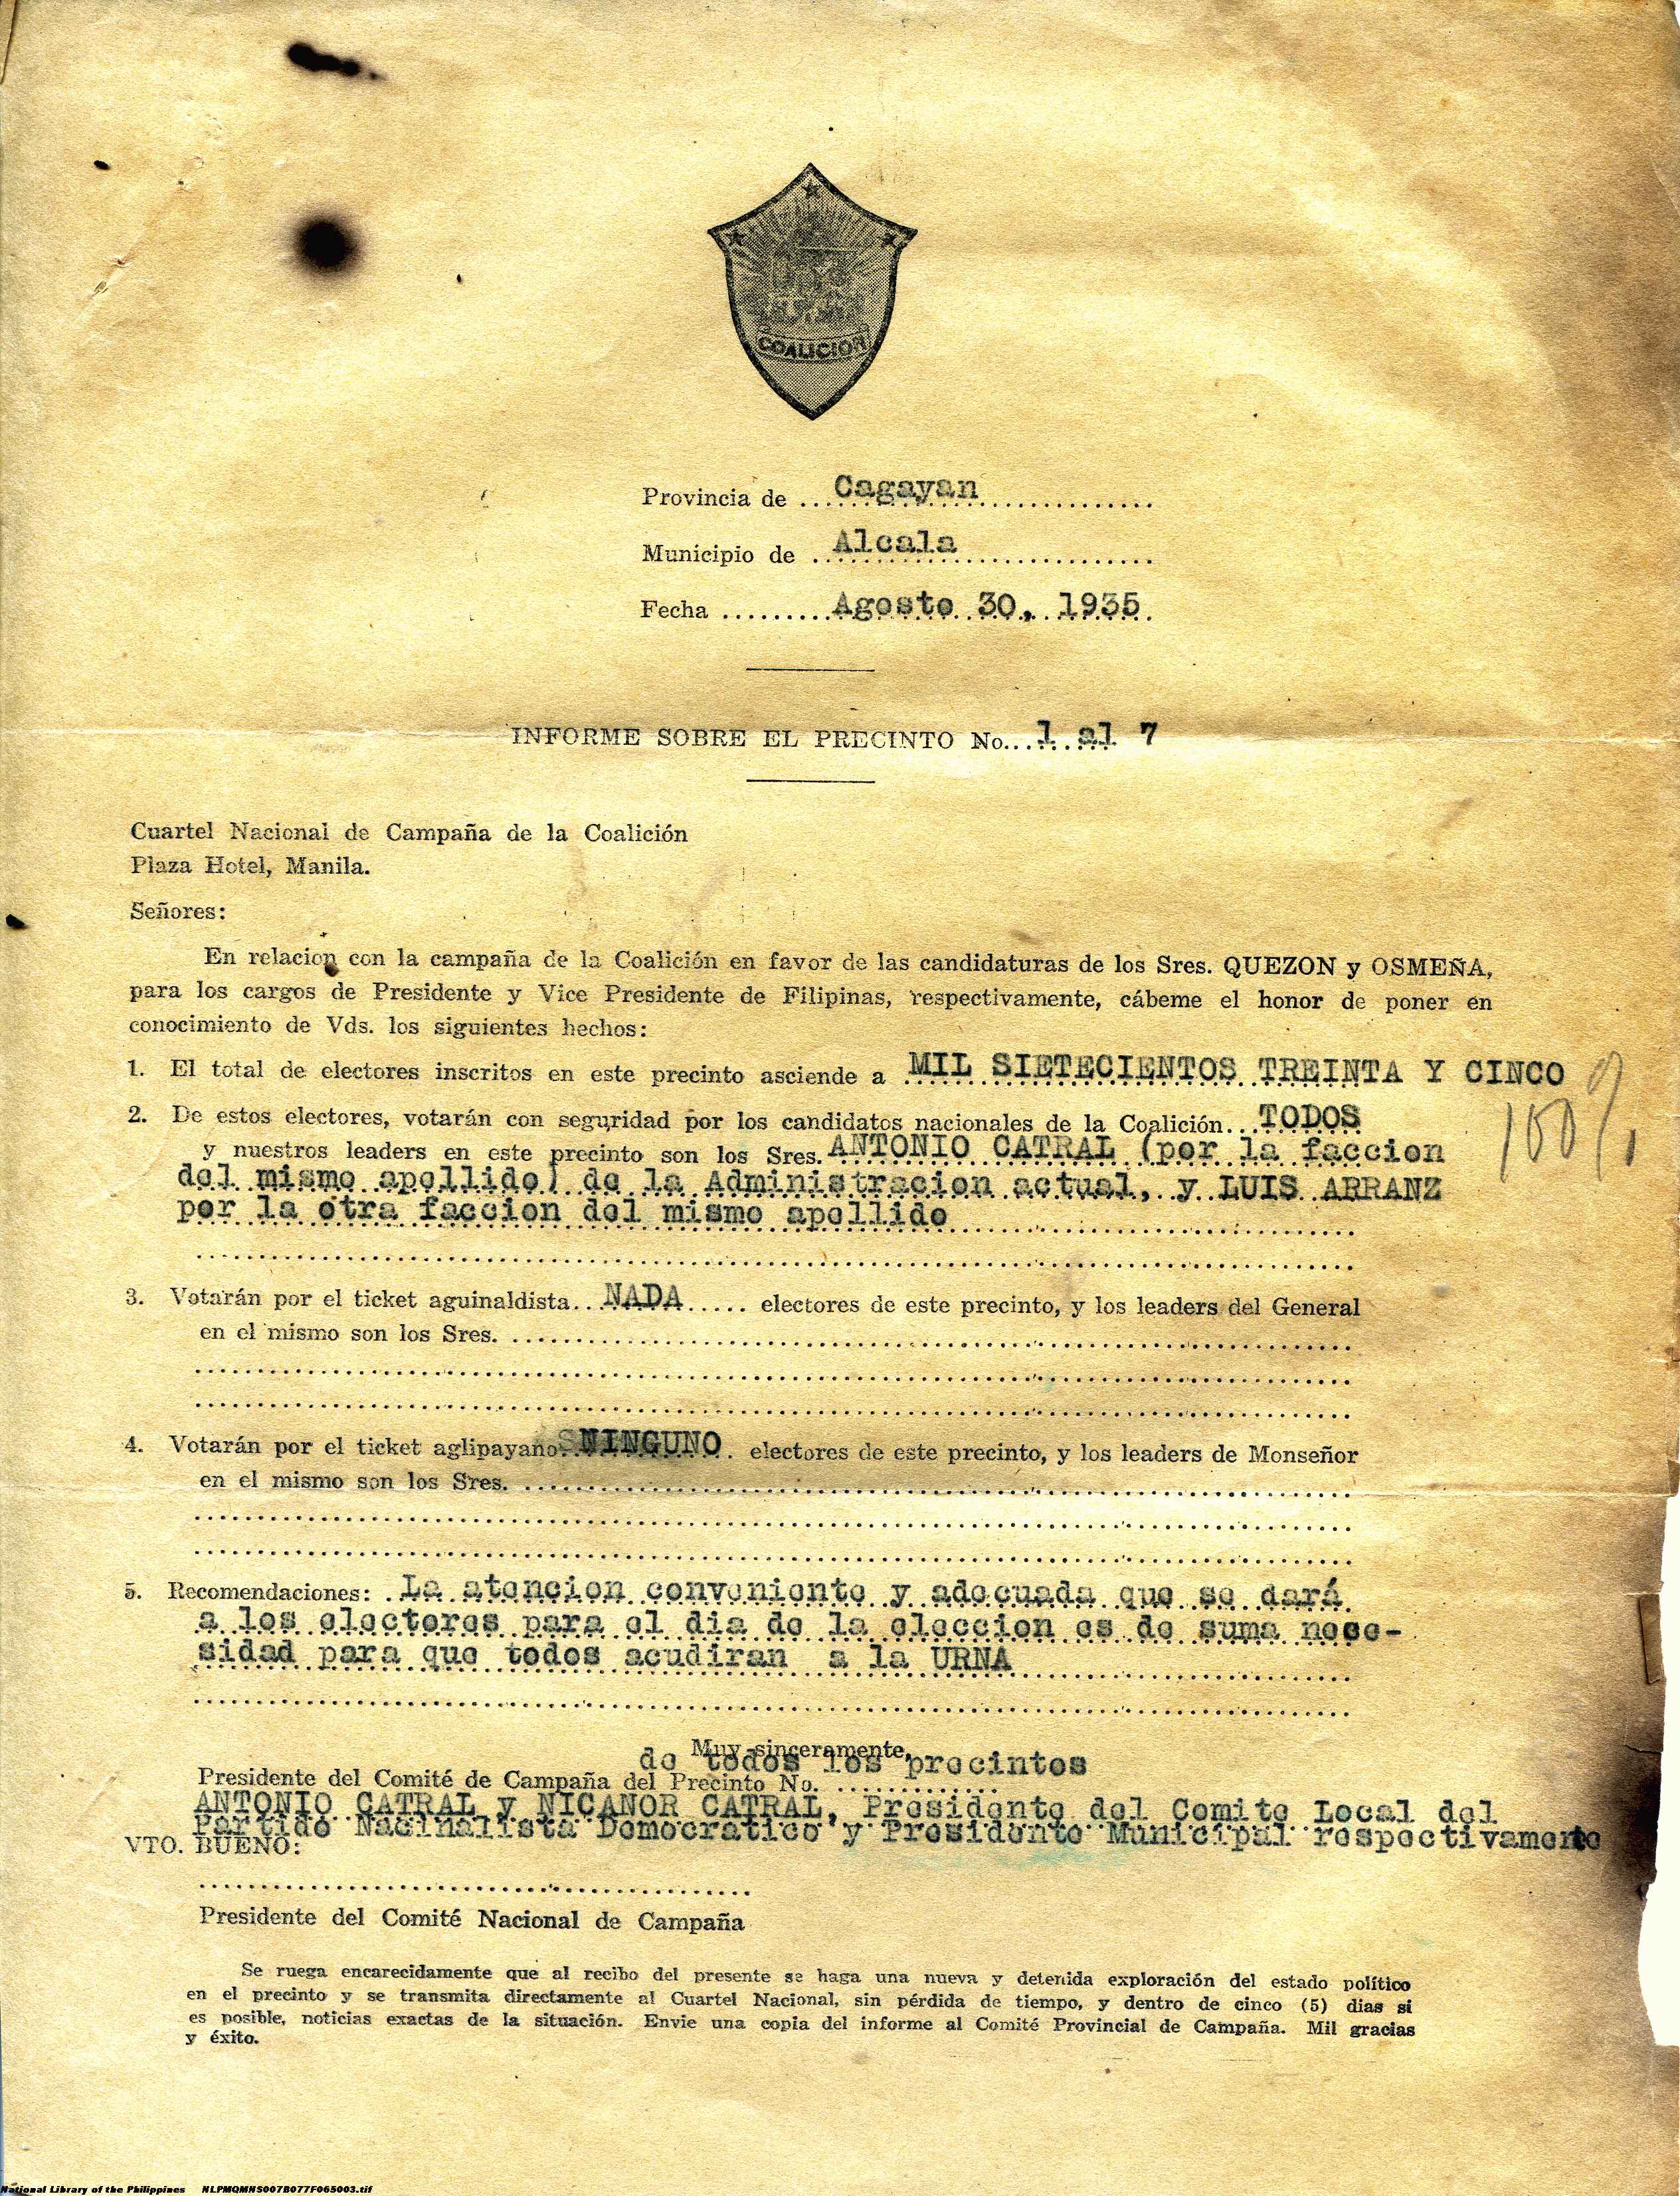 COALICION
Provincia de ... Cagayan
Municipio de .. Alcala
Fecha ......... Agosto 30, 1935.
INFORME SOBRE EL PRECINTO No... 1 al 7
Cuartel Nacional de Campaña de la Coalición
Plaza Hotel, Manila.
Señores:
En relacion con la campaña de la Coalición en favor de las candidaturas de los Sres. QUEZON y OSMEÑA,
para los cargos de Presidente y Vice Presidente de Filipinas, respectivamente, cábeme el honor de poner en
conocimiento de Vds. los siguientes hechos:
1. El total de electores inscritos en este precinto asciende a MIL SIETECIENTOS TREINTA Y CINCO
2. De estos electores, votarán con seguridad por los candidatos nacionales de la Coalición... TODOS
100%
y nuestros leaders en este precinto son los Sres. ANTONIO CATRAL (por la faccion
del mismo apellido) de la Administracion actual, y LUIS ARRANZ
por la otra faccion del mismo apellido
3. Votarán por el ticket aguinaldista... NADA ..... electores de este precinto, y los leaders del General
en el mismo son los Sres.
4. Votarán por el ticket aglipayano NINGUNO. electores de este precinto, y los leaders de Monseñor
en el mismo son los Sres.
5. Recomendaciones: La atencion conveniente y adecuada que se dará
a los electores para el dia de la eleccion es de suma nece-
sidad para que todos acudiran a la URNA
Muy sinceramente,
de todos los precintos
Presidente del Comité de Campaña del Precinto No. .............
ANTONIO CATRAL y NICANOR CATRAL, Presidente del Comite Local del
Partido Nacinalista Democratico y Presidente Municipal respectivamente
VTO. BUENO:
Presidente del Comité Nacional de Campaña
Se ruega encarecidamente que al recibo del presente se haga una nueva y detenida exploración del estado político
en el precinto y se transmita directamente al Cuartel Nacional, sin pérdida de tiempo, y dentro de cinco (5) dias si
es posible, noticias exactas de la situación. Envie una copia del informe al Comité Provincial de Campaña. Mil gracias
y éxito.
National Library of the Philippines NLPMQMNS007B077F065003.tif